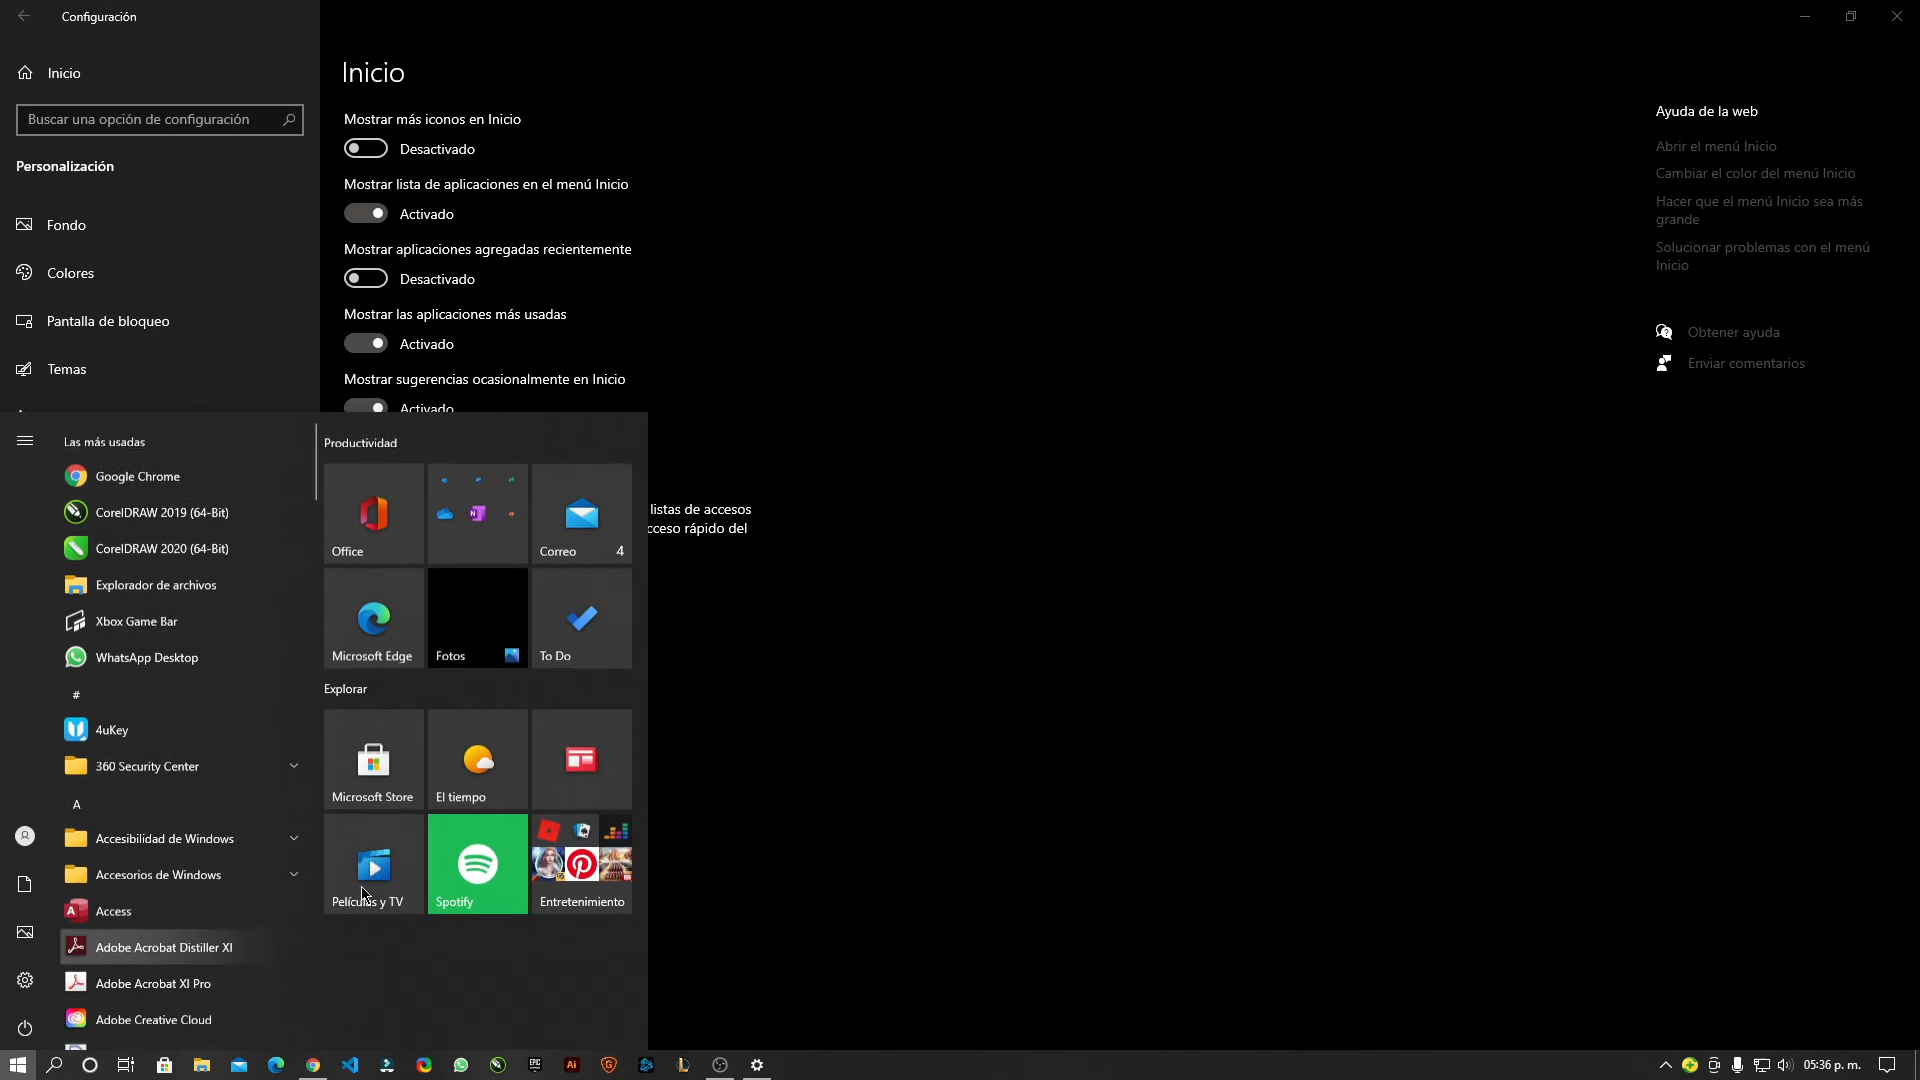 Configuración
Inicio
Buscar una opción de configuración
Personalización
Fondo
Colores
Pantalla de bloqueo
Temas
Inicio
Mostrar más iconos en Inicio
Desactivado
Mostrar lista de aplicaciones en el menú Inicio
Activado
Mostrar aplicaciones agregadas recientemente
Desactivado
Mostrar las aplicaciones más usadas
Activado
Mostrar sugerencias ocasionalmente en Inicio
Activado
listas de accesos
cceso rápido del
Ayuda de la web
Abrir el menú Inicio
Cambiar el color del menú Inicio
Hacer que el menú Inicio sea más
grande
Solucionar problemas con el menú
Inicio
Obtener ayuda
Enviar comentarios
Las más usadas
Google Chrome
CorelDRAW 2019 (64-Bit)
CorelDRAW 2020 (64-Bit)
Explorador de archivos
Xbox Game Bar
WhatsApp Desktop
#
4uKey
360 Security Center
A
Accesibilidad de Windows
Accesorios de Windows
Access
Adobe Acrobat Distiller XI
Adobe Acrobat XI Pro
Adobe Creative Cloud
Productividad
Office
Correo 4
Microsoft Edge
Fotos
To Do
Explorar
Microsoft Store
El tiempo
Películas y TV
Spotify
Entretenimiento
05:36 p. m.